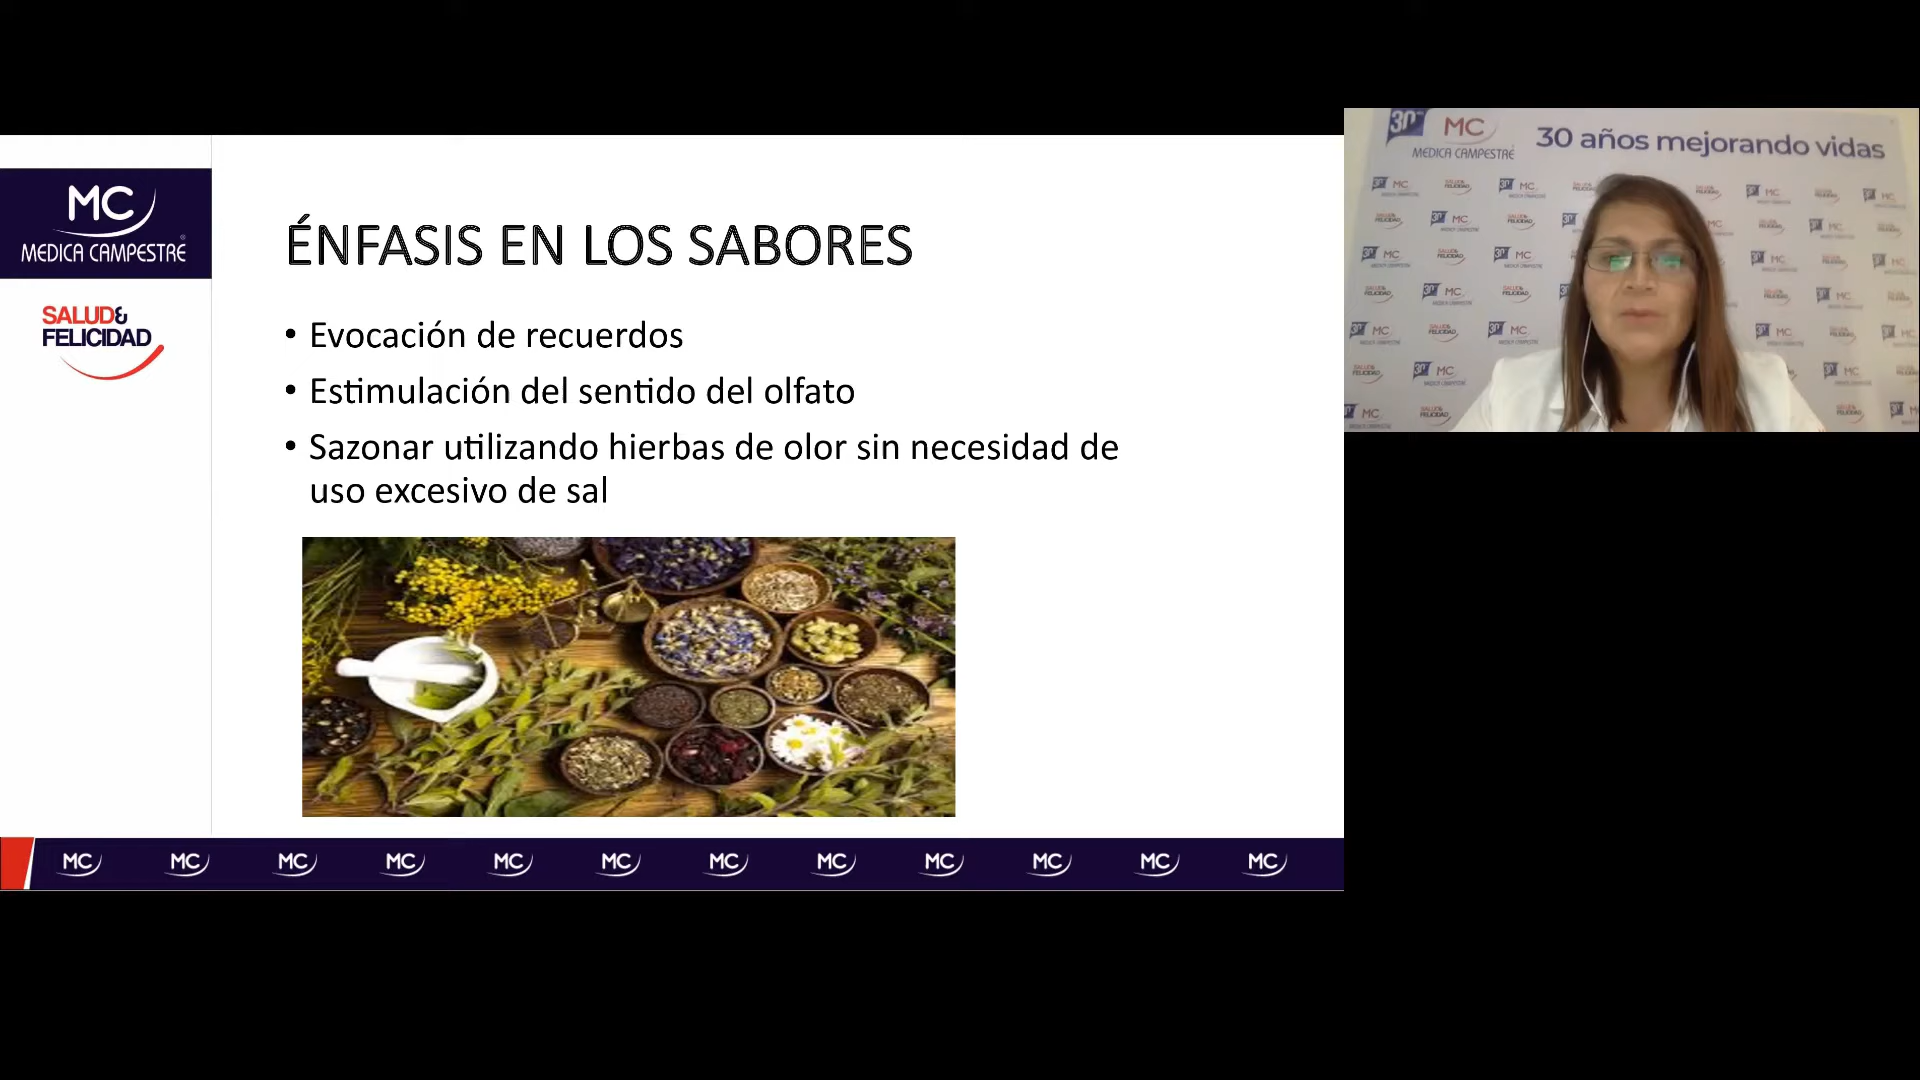 MC
MEDICA CAMPESTRE
SALUD&
FELICIDAD
ÉNFASIS EN LOS SABORES
• Evocación de recuerdos
• Estimulación del sentido del olfato
• Sazonar utilizando hierbas de olor sin necesidad de
uso excesivo de sal
MC MC MC MC MC MC MC MC MC MC MC MC
30
MC
MEDICA CAMPESTRE
30 años mejorando vidas